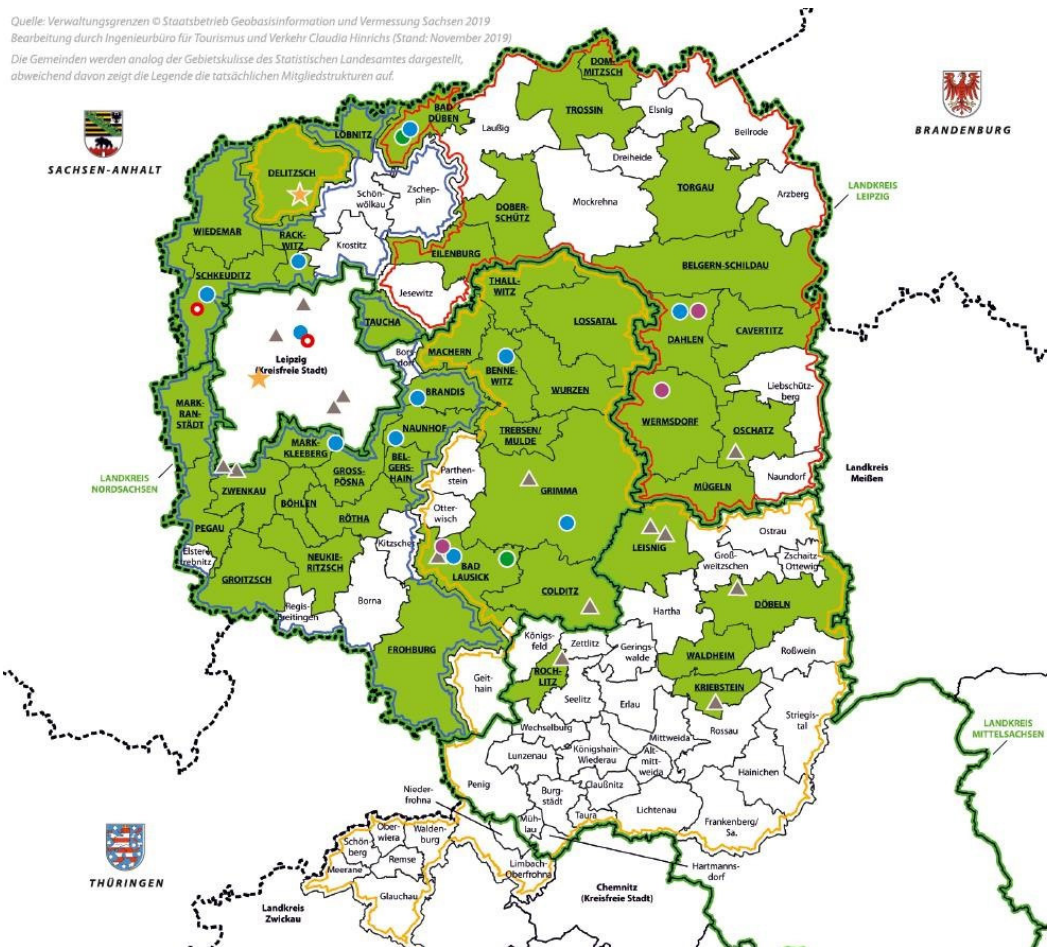 Quelle: Verwaltungsgrenzen © Staatsbetrieb Geobasisinformation und Vermessung Sachsen 2019
Bearbeitung durch Ingenieurbüro für Tourismus und Verkehr Claudia Hinrichs (Stand: November 2019)
Die Gemeinden werden analog der Gebietskulisse des Statistischen Landesamtes dargestellt,
abweichend davon zeigt die Legende die tatsächlichen Mitgliedstrukturen auf.
SACHSEN-ANHALT
BRANDENBURG
DOM-
MITZSCH
TROSSIN
Elsnig
BAD
DÜBEN
LÖBNITZ
Laußig
Beilrode
Dreiheide
DELITZSCH
Schön-
wölkau
Zschep-
plin
Mockrehna
TORGAU
Arzberg
LANDKREIS
LEIPZIG
DOBER-
SCHÜTZ
WIEDEMAR
RACK-
WITZ
Krostitz
EILENBURG
BELGERN-SCHILDAU
SCHKEUDITZ
Jesewitz
THALL-
WITZ
LOSSATAL
TAUCHA
DAHLEN
CAVERTITZ
Leipzig
(Kreisfreie Stadt)
Bors-
dorf
MACHERN
BENNE-
WITZ
WURZEN
Liebschütz-
berg
MARK-
RAN-
STÄDT
BRANDIS
WERMSDORF
OSCHATZ
NAUNHOF
TREBSEN/
MULDE
MARK-
KLEEBERG
GROSS-
PÖSNA
BEL-
GERS-
HAIN
Parthen-
stein
Naundorf
Landkreis
Meißen
LANDKREIS
NORDSACHSEN
ZWENKAU
GRIMMA
MÜGELN
BÖHLEN
RÖTHA
Otter-
wisch
PEGAU
Kitzscher
LEISNIG
Ostrau
Groß-
weitzschen
Zschaitz
Ottewig
Elster-
trebnitz
NEUKIE-
RITZSCH
BAD
LAUSICK
GROITZSCH
COLDITZ
DÖBELN
Regis-
Breitingen
Borna
Hartha
Königs-
feld
Zettlitz
Gerings-
walde
Roßwein
FROHBURG
WALDHEIM
Geit-
hain
ROCH-
LITZ
KRIEBSTEIN
Seelitz
Erlau
Striegis-
tal
Wechselburg
Mittweida
Rossau
LANDKREIS
MITTELSACHSEN
Lunzenau
Königshain-
Wiederau
Alt-
mitt-
weida
Hainichen
Penig
Claußnitz
Burg-
städt
Nieder-
frohna
Lichtenau
Müh-
lau
Taura
Frankenberg/
Sa.
Ober-
wiera
Walden-
burg
Schön-
berg
Remse
Meerane
Limbach-
Oberfrohna
Hartmanns-
dorf
Glauchau
THÜRINGEN
Chemnitz
(Kreisfreie Stadt)
Landkreis
Zwickau